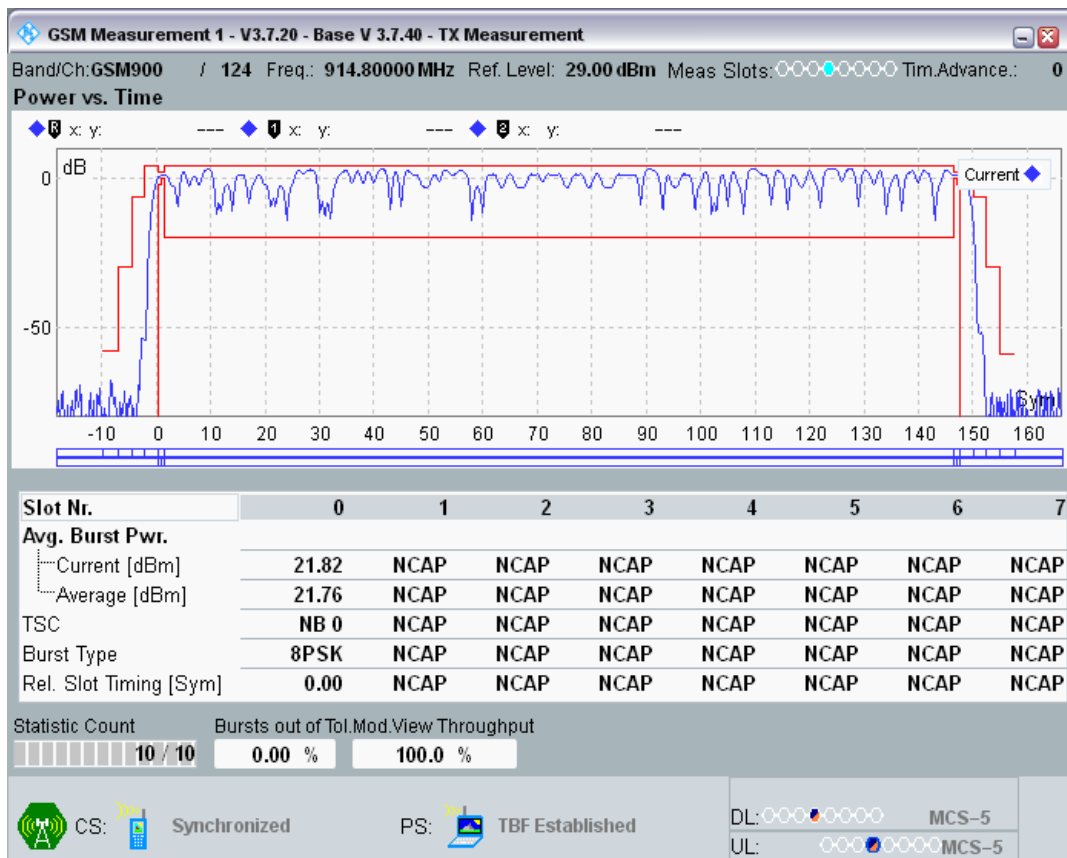 GSM Measurement 1 - V3.7.20 - Base V 3.7.40 - TX Measurement
Band/Ch:GSM900 / 124 Freq.: 914.80000 MHz Ref. Level: 29.00 dBm Meas Slots: Tim.Advance.: 0
Power vs. Time
R x: y: --- 1 x: y: --- 2 x: y: ---
dB
Current
0
-50
Sym
-10 0 10 20 30 40 50 60 70 80 90 100 110 120 130 140 150 160
Slot Nr. 0 1 2 3 4 5 6 7
Avg. Burst Pwr.
Current [dBm] 21.82 NCAP NCAP NCAP NCAP NCAP NCAP NCAP
Average [dBm] 21.76 NCAP NCAP NCAP NCAP NCAP NCAP NCAP
TSC NB 0 NCAP NCAP NCAP NCAP NCAP NCAP NCAP
Burst Type 8PSK NCAP NCAP NCAP NCAP NCAP NCAP NCAP
Rel. Slot Timing [Sym] 0.00 NCAP NCAP NCAP NCAP NCAP NCAP NCAP
Statistic Count Bursts out of Tol. Mod.View Throughput
10 / 10 0.00 % 100.0 %
CS: Synchronized PS: TBF Established
DL: MCS-5
UL: MCS-5